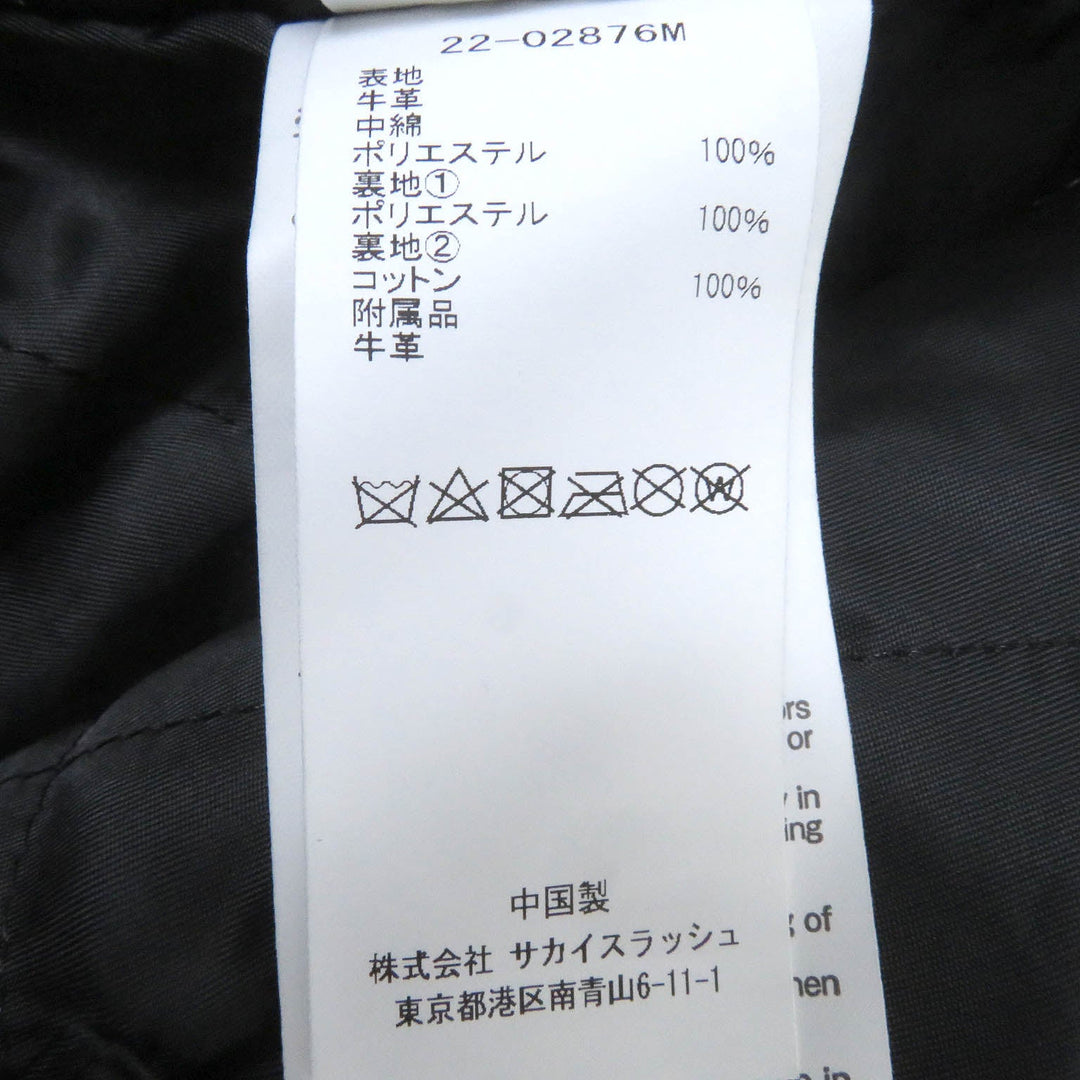 22-02876M
表地
牛革
中綿
ポリエステル 100%
裏地①
ポリエステル 100%
裏地②
コットン 100%
附属品
牛革
W
or
in
ing
中国製
株式会社 サカイスラッシュ
of
東京都港区南青山6-11-1
in